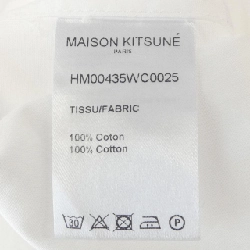 MAISON KITSUNÉ
PARIS
HM00435WC0025
TISSU/FABRIC
100% Coton
100% Cotton
30 P